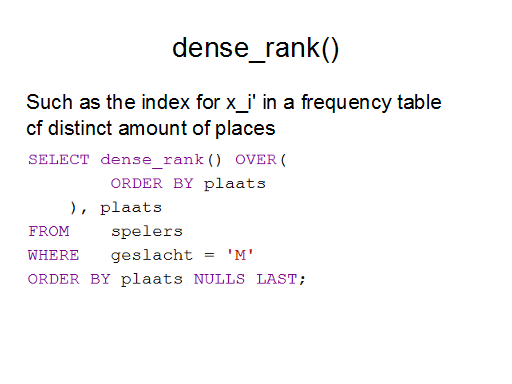 dense_rank()
Such as the index for x_i' in a frequency table
cf distinct amount of places
SELECT dense_rank() OVER(
ORDER BY plaats
), plaats
FROM spelers
WHERE geslacht = 'M'
ORDER BY plaats NULLS LAST;